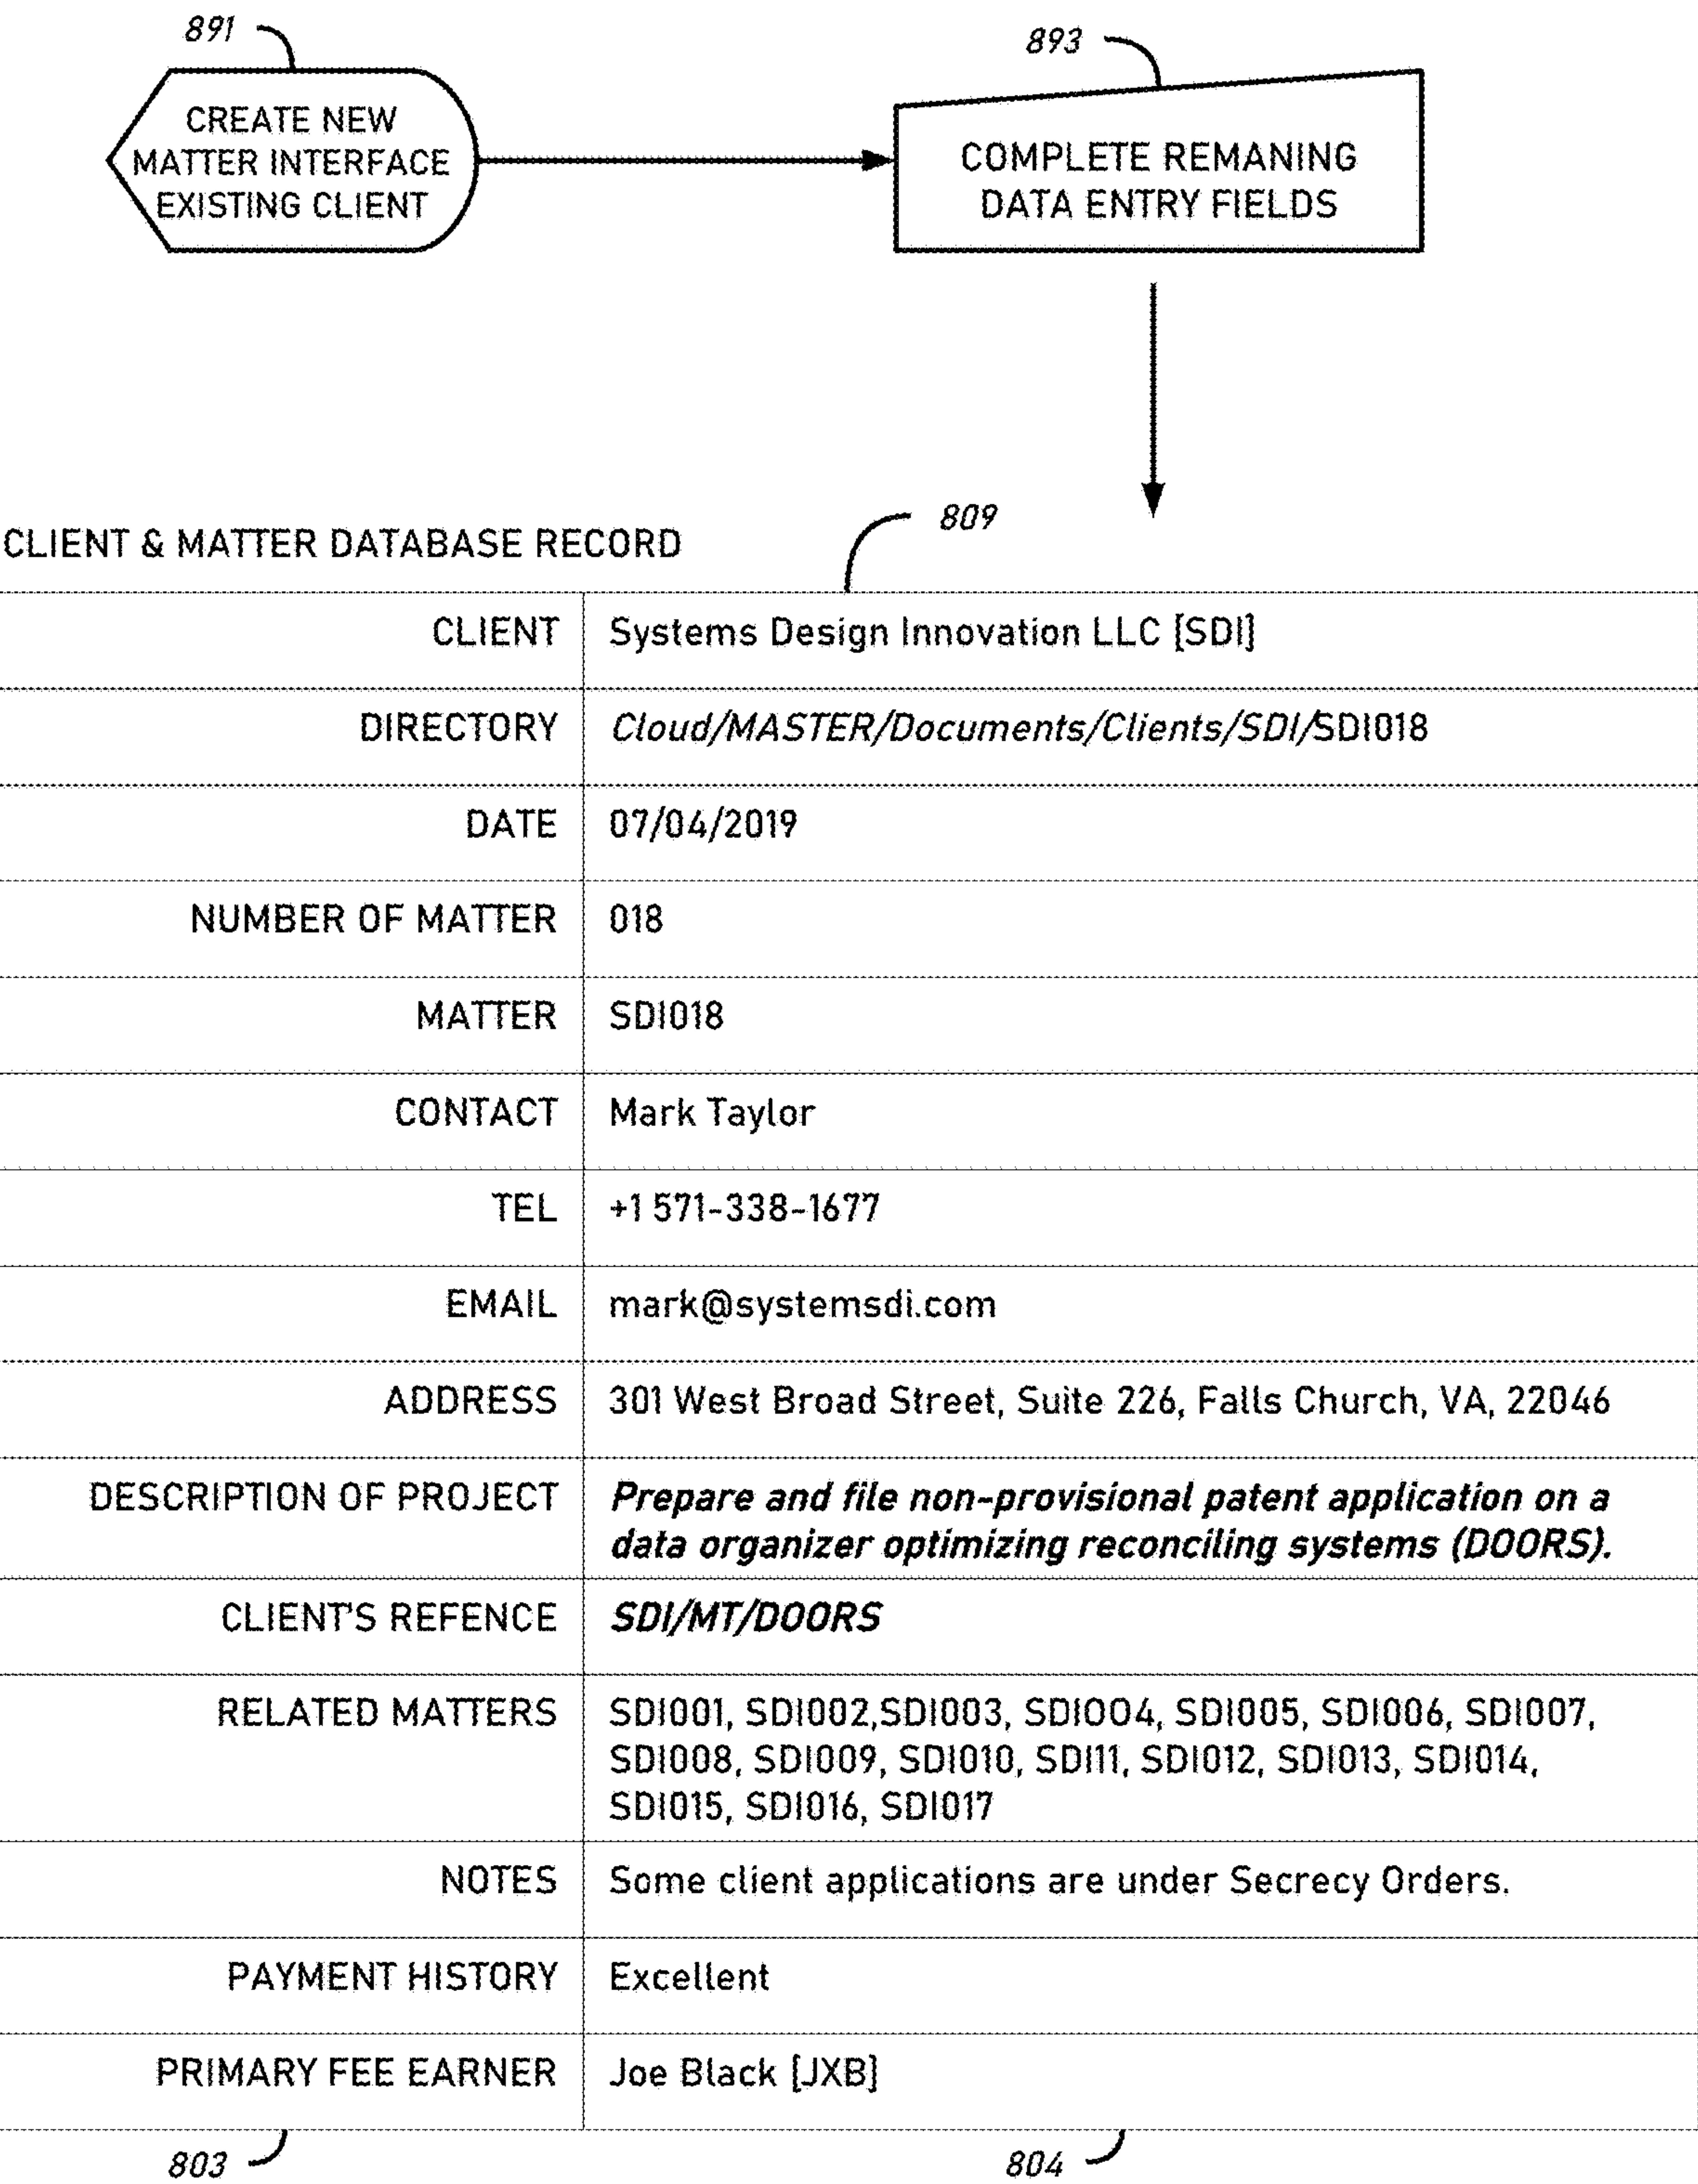 891
CREATE NEW
MATTER INTERFACE
EXISTING CLIENT
893
COMPLETE REMANING
DATA ENTRY FIELDS
809
CLIENT & MATTER DATABASE RECORD
CLIENT Systems Design Innovation LLC [SDI]
DIRECTORY Cloud/MASTER/Documents/Clients/SDI/SDI018
DATE 07/04/2019
NUMBER OF MATTER 018
MATTER SDI018
CONTACT Mark Taylor
TEL +1 571-338-1677
EMAIL mark@systemsdi.com
ADDRESS 301 West Broad Street, Suite 226, Falls Church, VA, 22046
DESCRIPTION OF PROJECT Prepare and file non-provisional patent application on a
data organizer optimizing reconciling systems (DOORS).
CLIENT'S REFENCE SDI/MT/DOORS
RELATED MATTERS SDI001, SDI002,SDI003, SDIOO4, SDI005, SDI006, SDI007,
SDI008, SDI009, SDI010, SDI11, SDI012, SDI013, SDI014,
SDI015, SDI016, SDI017
NOTES Some client applications are under Secrecy Orders.
PAYMENT HISTORY Excellent
PRIMARY FEE EARNER Joe Black [JXB]
803
804